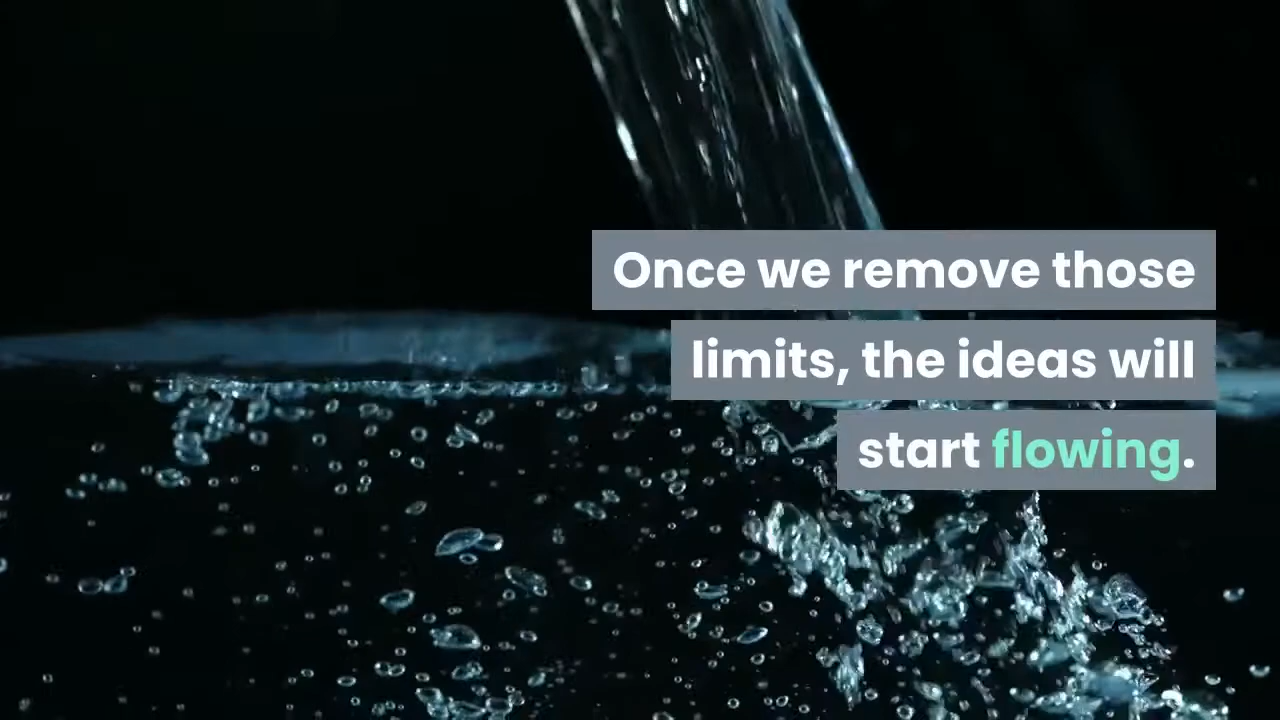 Once we remove those
limits, the ideas will
start flowing.